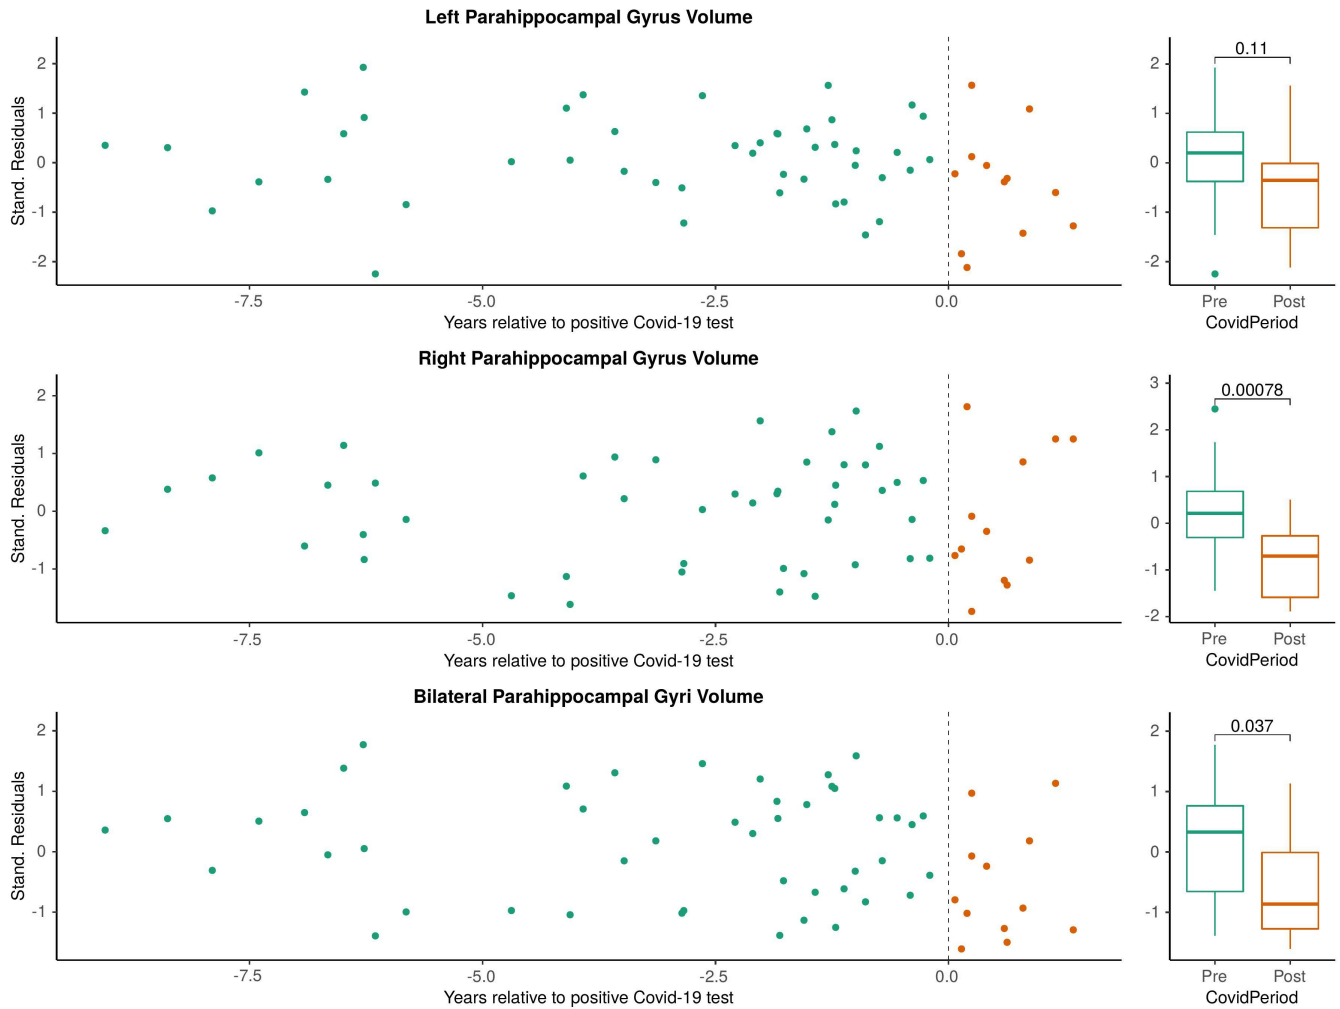 Left Parahippocampal Gyrus Volume
Stand. Residuals
2
1
0
-1
-2
-7.5 -5.0 -2.5 0.0
Years relative to positive Covid-19 test
0.11
2
1
0
-1
-2
Pre Post
CovidPeriod
Right Parahippocampal Gyrus Volume
Stand. Residuals
2
1
0
-1
-7.5 -5.0 -2.5 0.0
Years relative to positive Covid-19 test
0.00078
3
2
1
0
-1
-2
Pre Post
CovidPeriod
Bilateral Parahippocampal Gyri Volume
Stand. Residuals
2
1
0
-1
-7.5 -5.0 -2.5 0.0
Years relative to positive Covid-19 test
0.037
2
1
0
-1
Pre Post
CovidPeriod